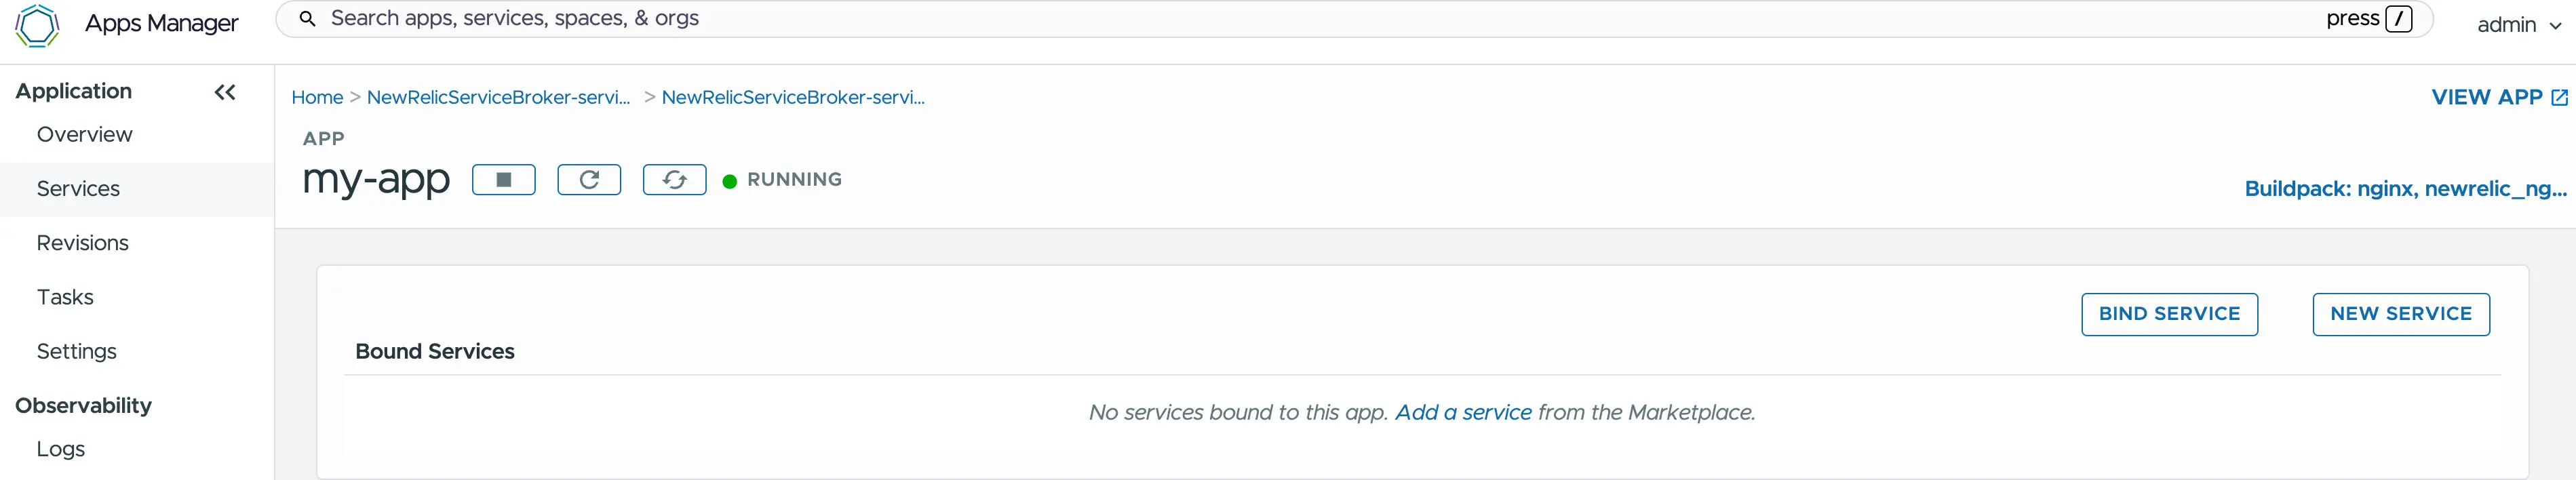 Apps Manager
Search apps, services, spaces, & orgs
press /
admin
Application
Overview
Services
Revisions
Tasks
Settings
Observability
Logs
Home > NewRelicServiceBroker-servi... > NewRelicServiceBroker-servi...
VIEW APP
APP
my-app
RUNNING
Buildpack: nginx, newrelic_ng...
BIND SERVICE
NEW SERVICE
Bound Services
No services bound to this app. Add a service from the Marketplace.